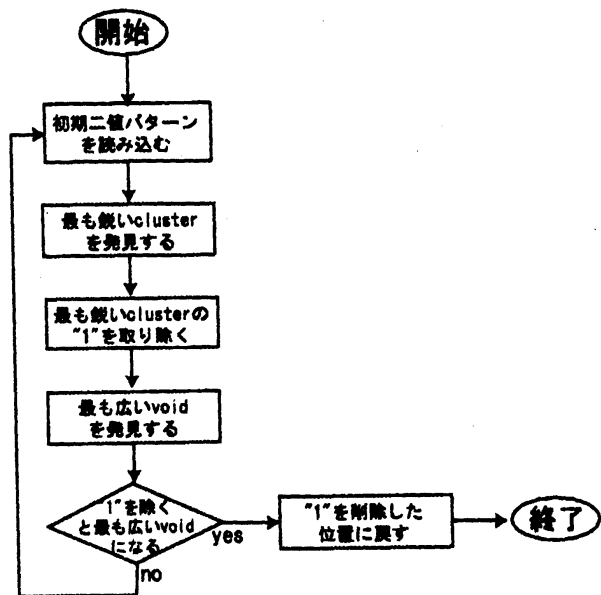 開始
初期二値パターン
を読み込む
最も鋭いcluster
を発見する
最も鋭いclusterの
"1"を取り除く
最も広いvoid
を発見する
"1"を除く
と最も広いvoid
になる
yes
no
"1"を削除した
位置に戻す
終了